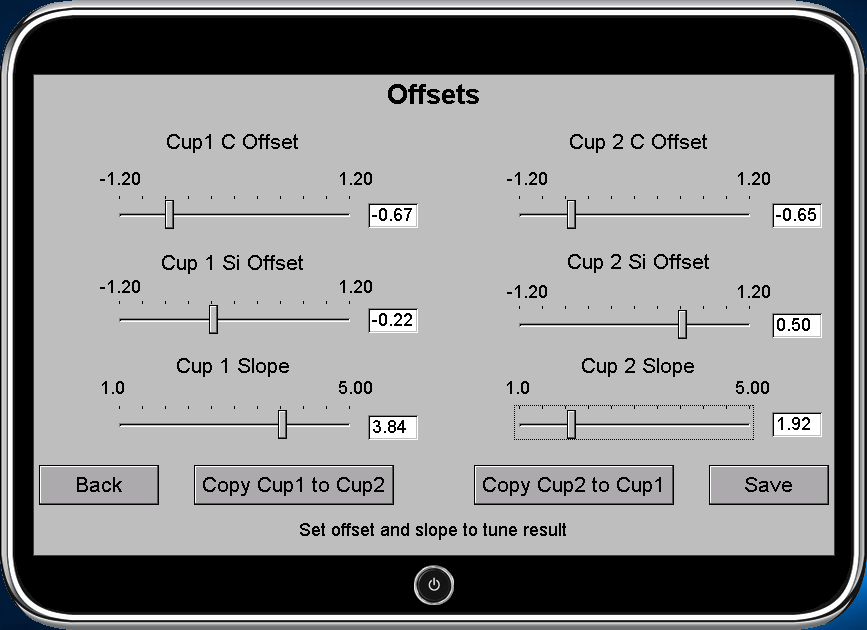 Offsets
Cup1 C Offset
Cup 2 C Offset
-1.20 1.20
-1.20 1.20
-0.67
-0.65
Cup 1 Si Offset
Cup 2 Si Offset
-1.20 1.20
-1.20 1.20
-0.22
0.50
Cup 1 Slope
Cup 2 Slope
1.0 5.00
1.0 5.00
3.84
1.92
Back
Copy Cup1 to Cup2
Copy Cup2 to Cup1
Save
Set offset and slope to tune result